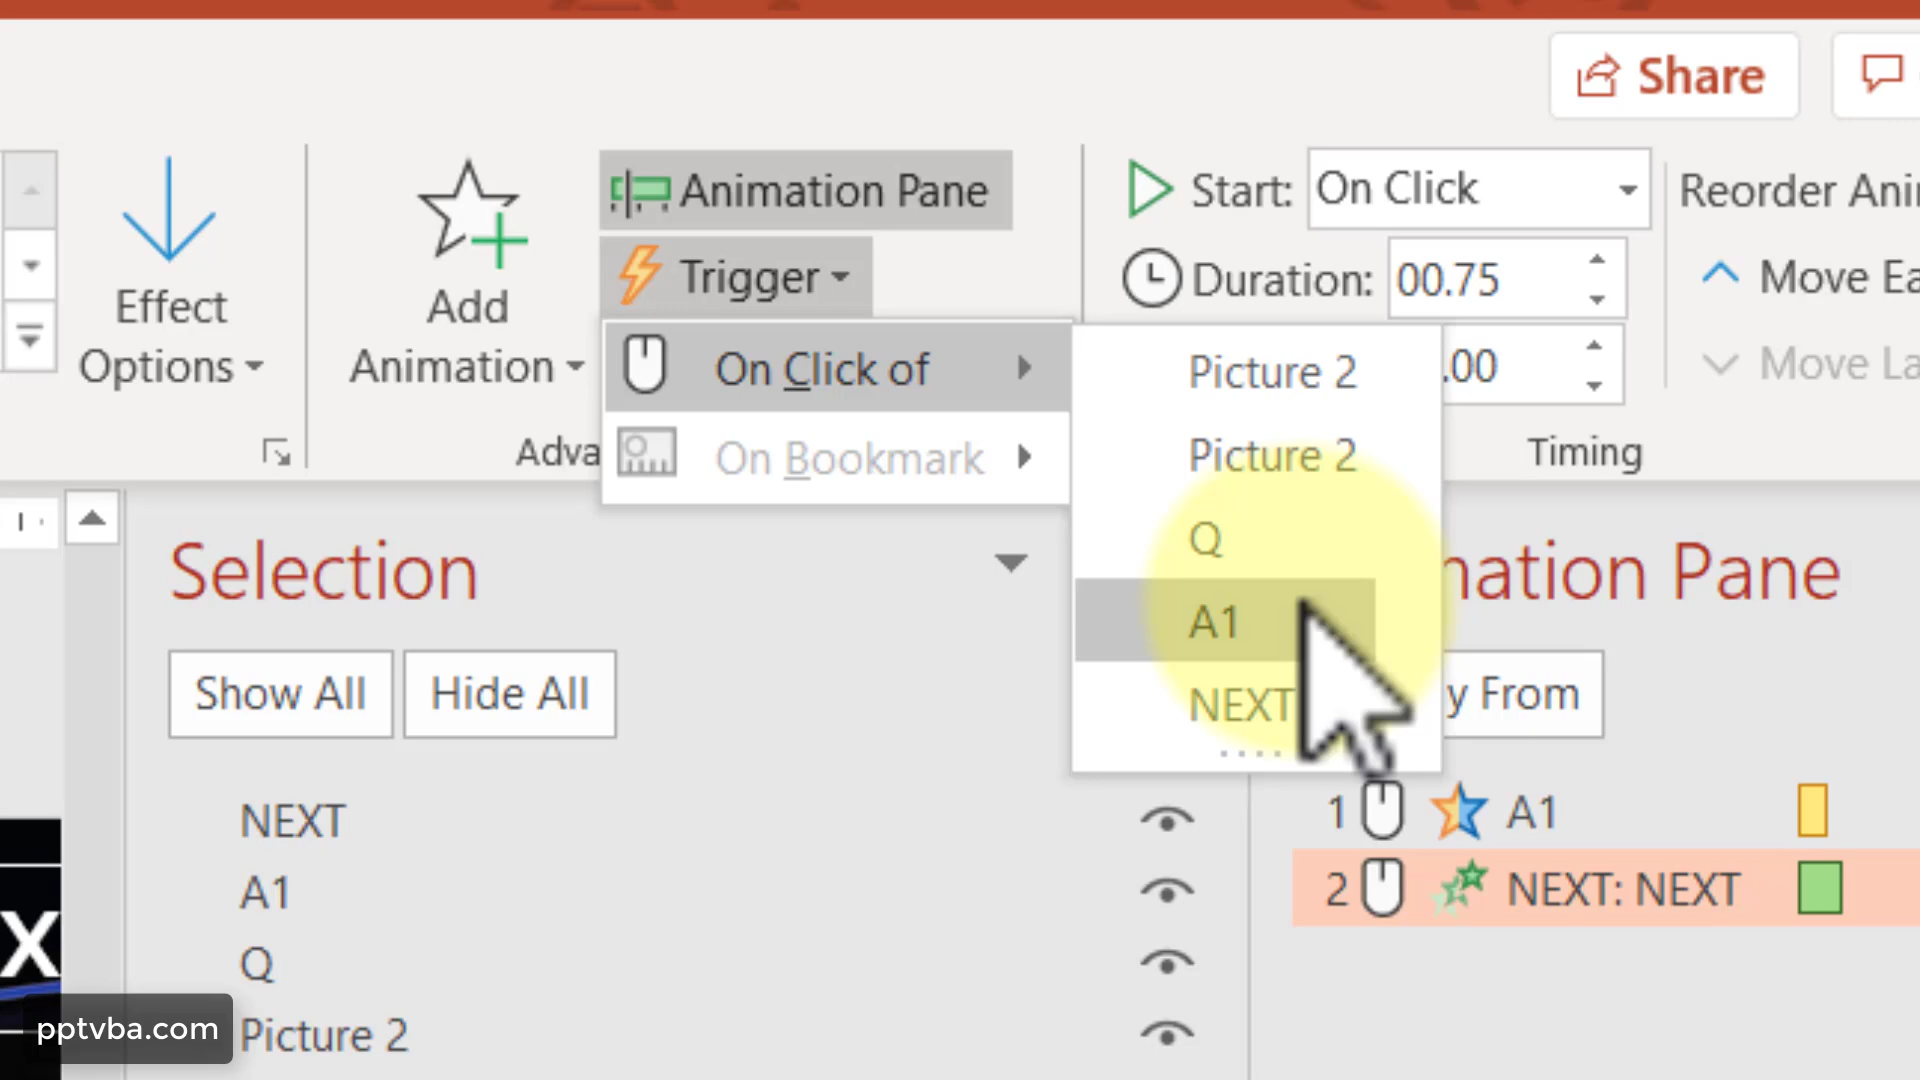 Share
Effect
Options
Add
Animation
Animation Pane
Trigger
On Click of
On Bookmark
Picture 2
Picture 2
Q
A1
NEXT
Start: On Click
Duration: 00.75
.00
Timing
Reorder Ani
Move Ea
Move La
Adva
Selection
Show All
Hide All
NEXT
A1
Q
Picture 2
nation Pane
y From
1 A1
2 NEXT: NEXT
X
pptvba.com